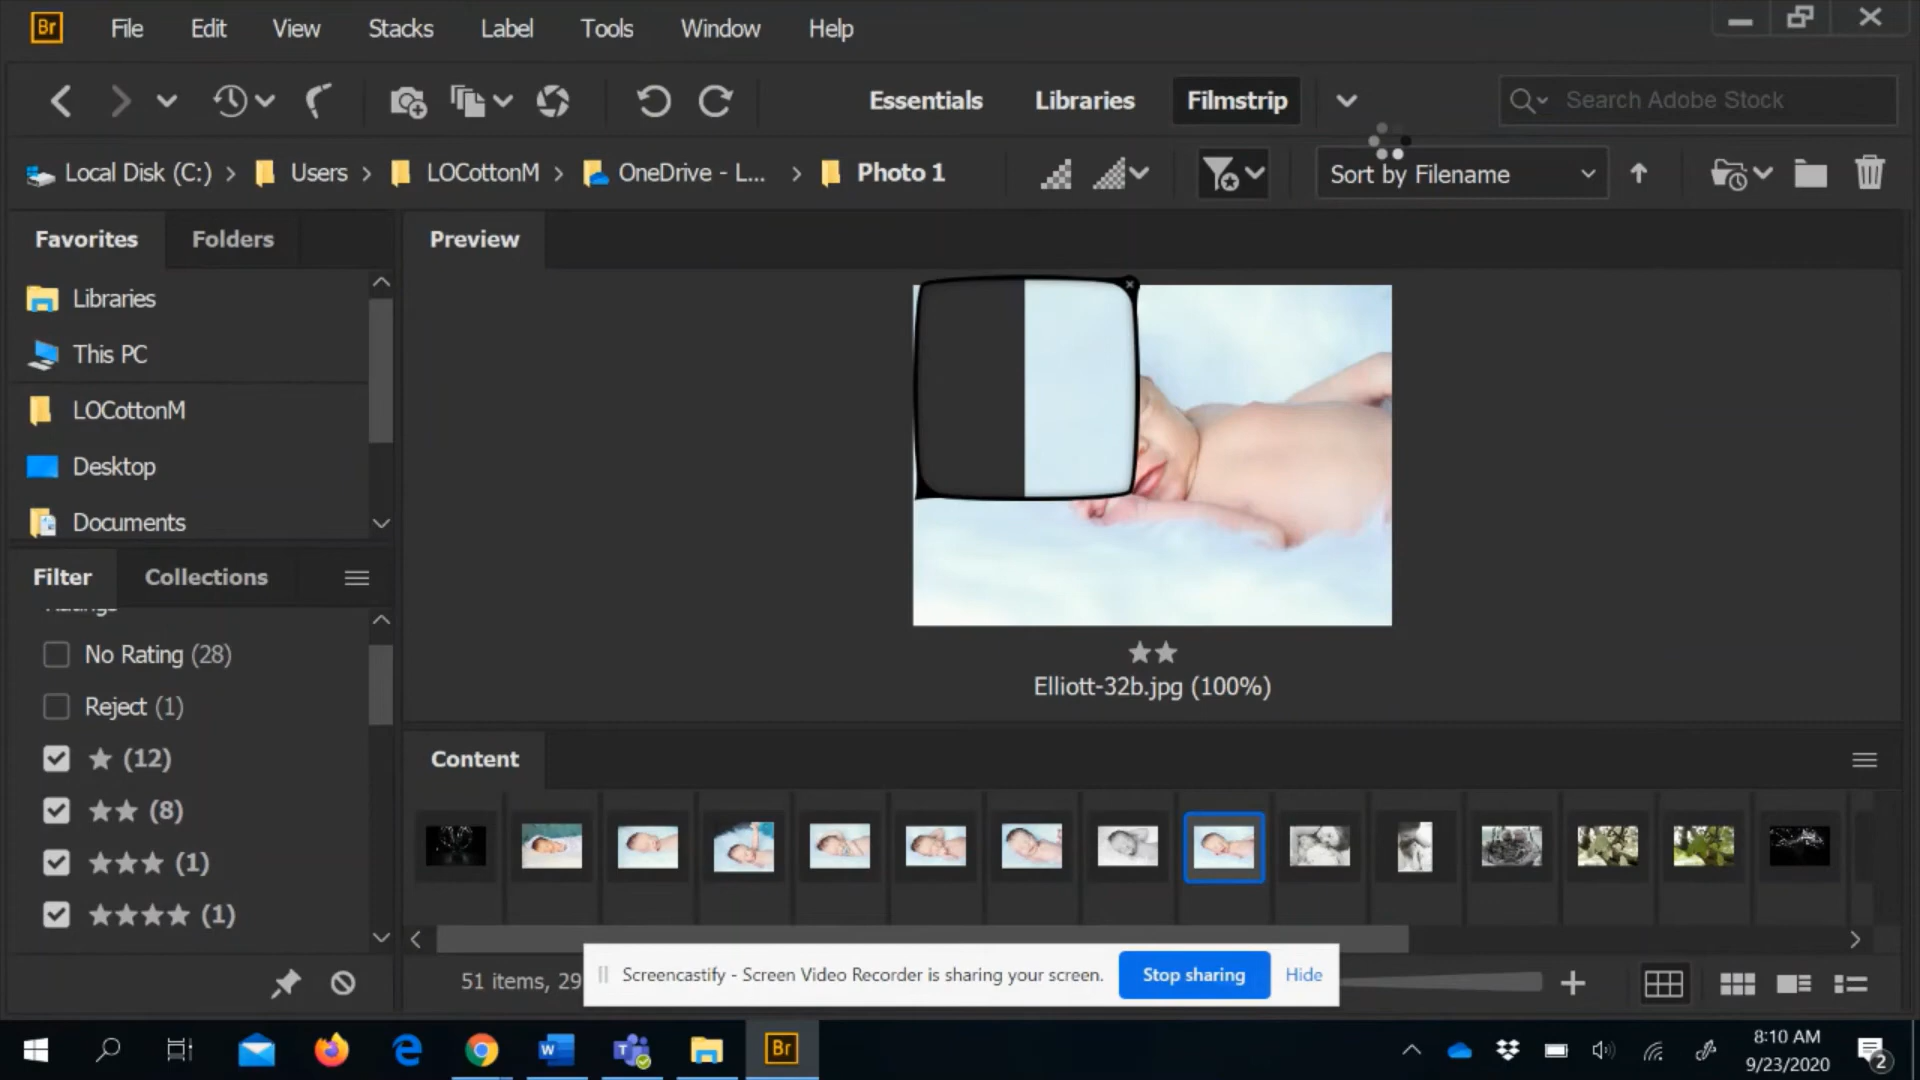 Br File Edit View Stacks Label Tools Window Help
Essentials Libraries Filmstrip Search Adobe Stock
Local Disk (C:) > Users > LOCottonM > OneDrive - L... > Photo 1 Sort by Filename
Favorites Folders Preview
Libraries
This PC
LOCottonM
Desktop
Documents
Filter Collections
Ratings
No Rating (28)
Reject (1)
★ (12)
★★ (8)
★★★ (1)
★★★★ (1)
★★
Elliott-32b.jpg (100%)
Content
51 items, 29
Screencastify - Screen Video Recorder is sharing your screen. Stop sharing Hide
Br
8:10 AM
9/23/2020
2